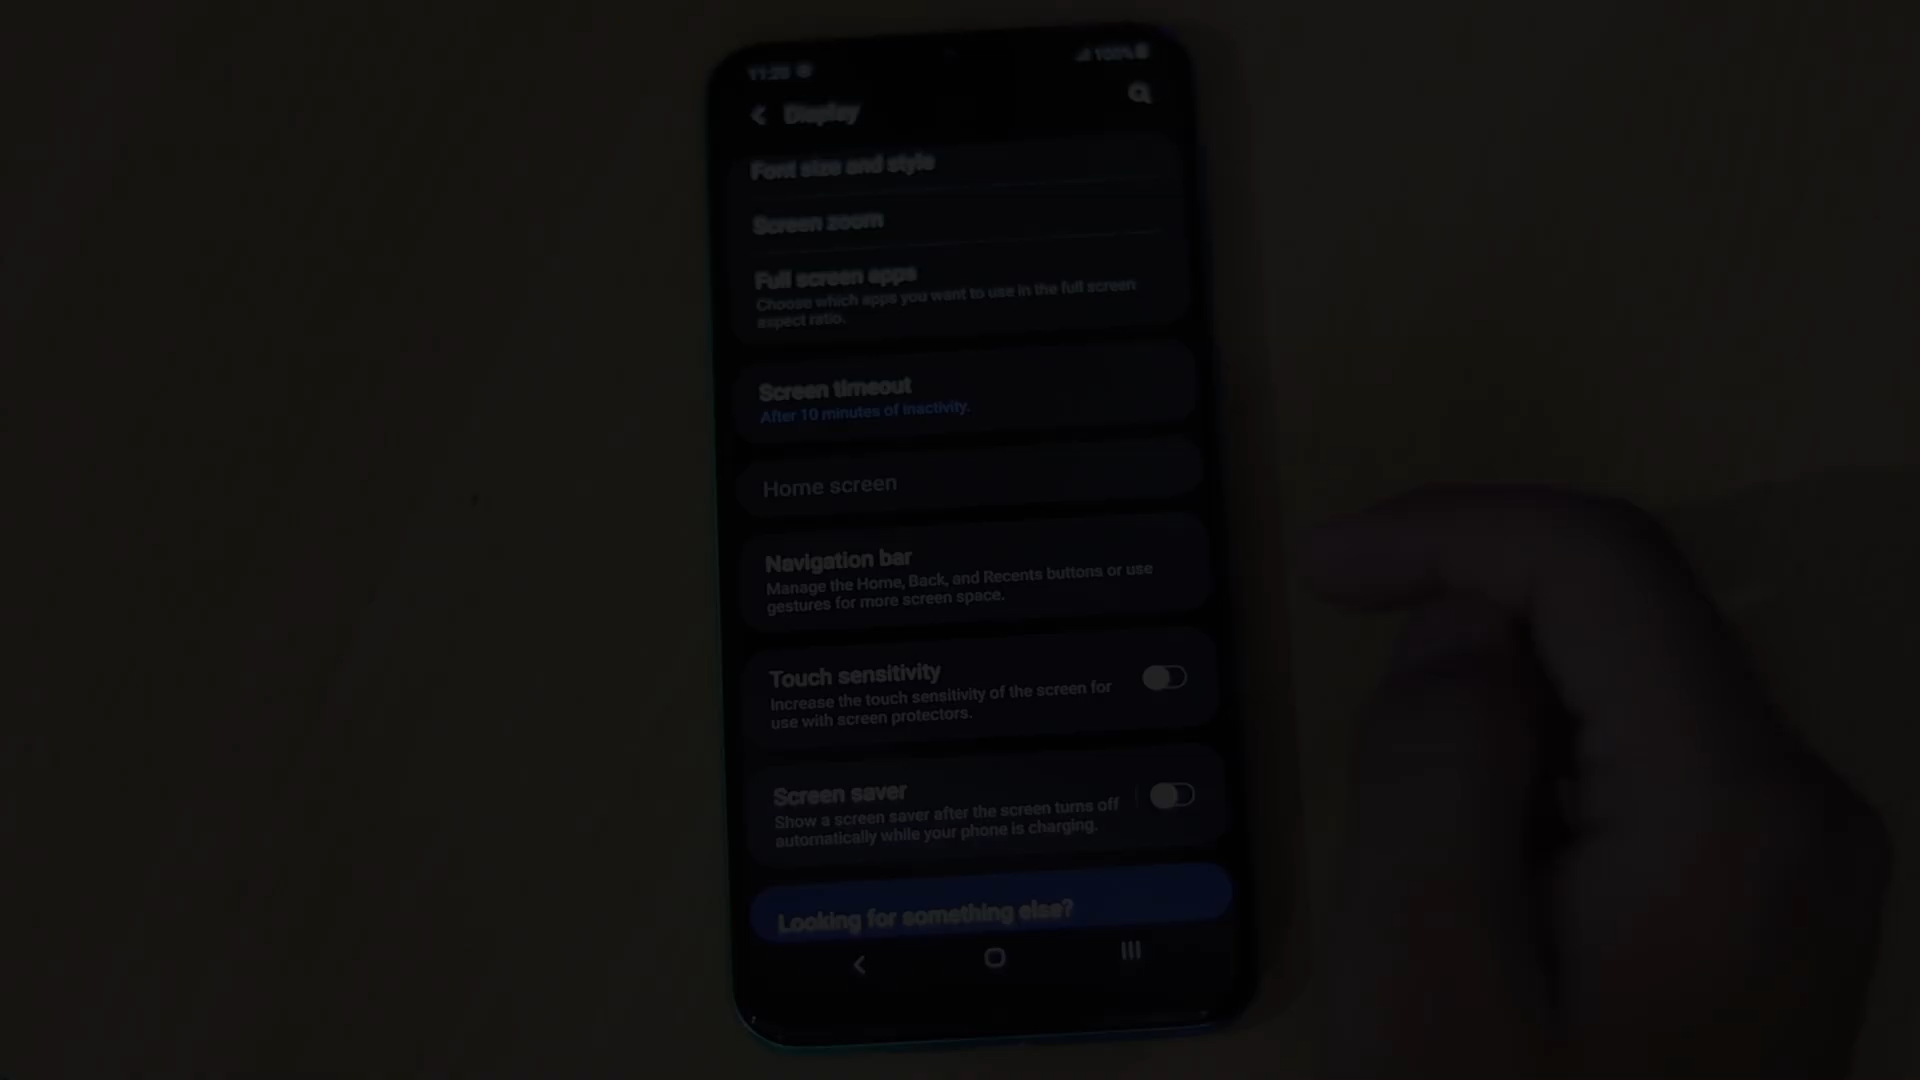 11:20
100%
Display
Font size and style
Screen zoom
Full screen apps
Choose which apps you want to use in the full screen
aspect ratio.
Screen timeout
After 10 minutes of inactivity.
Home screen
Navigation bar
Manage the Home, Back, and Recents buttons or use
gestures for more screen space.
Touch sensitivity
Increase the touch sensitivity of the screen for
use with screen protectors.
Screen saver
Show a screen saver after the screen turns off
automatically while your phone is charging.
Looking for something else?